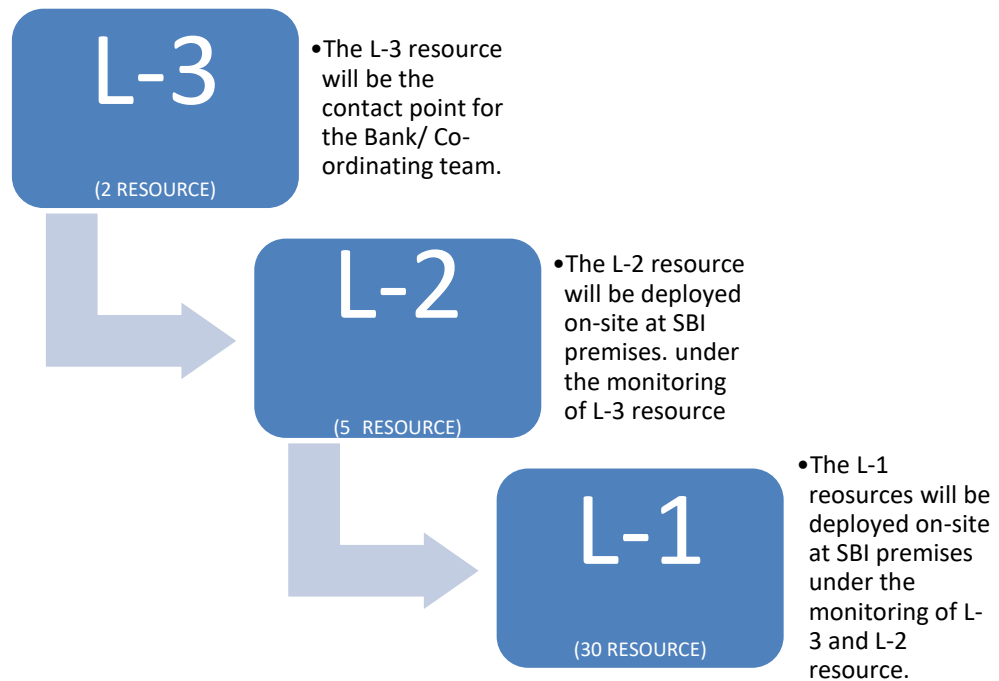 L-3
(2 RESOURCE)
•The L-3 resource
will be the
contact point for
the Bank/ Co-
ordinating team.
L-2
(5 RESOURCE)
•The L-2 resource
will be deployed
on-site at SBI
premises. under
the monitoring
of L-3 resource
L-1
(30 RESOURCE)
•The L-1
reosurces will be
deployed on-site
at SBI premises
under the
monitoring of L-
3 and L-2
resource.